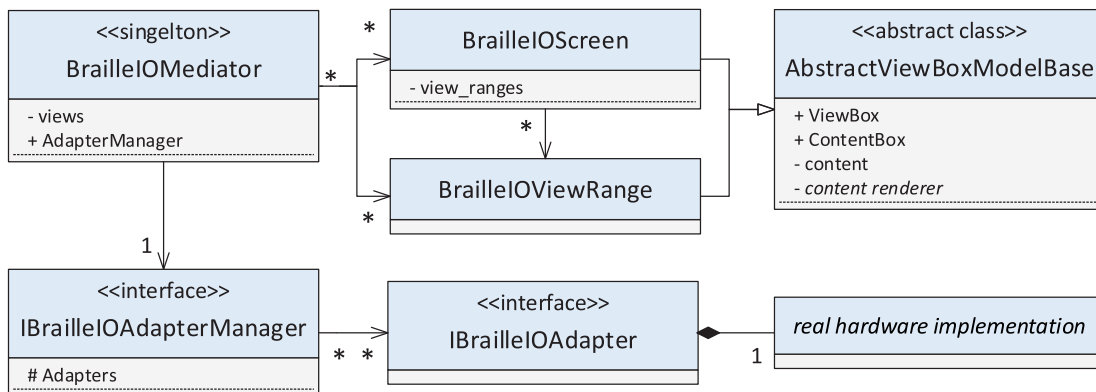 <<singelton>>
BrailleIOMediator
- views
+ AdapterManager
*
*
*
BrailleIOScreen
- view_ranges
*
BrailleIOViewRange
<<abstract class>>
AbstractViewBoxModelBase
+ ViewBox
+ ContentBox
- content
- content renderer
1
<<interface>>
IBrailleIOAdapterManager
# Adapters
* *
<<interface>>
IBrailleIOAdapter
1
real hardware implementation